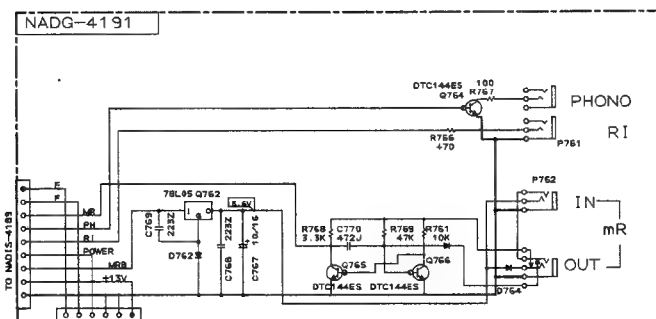 NADG-4191
DTC144ES
Q764
100
R767
PHONO
RI
R766
470
P761
P762
78L05 Q762
5.6V
IN
mR
OUT
E
F
MR
PH
RI
POWER
MRB
+13V
TO NADIS-4189
C769
223Z
D762
223Z
C768
10/16
C767
R768
3.3K
C770
472J
R769
47K
R761
10K
Q765
Q766
DTC144ES
DTC144ES
D764